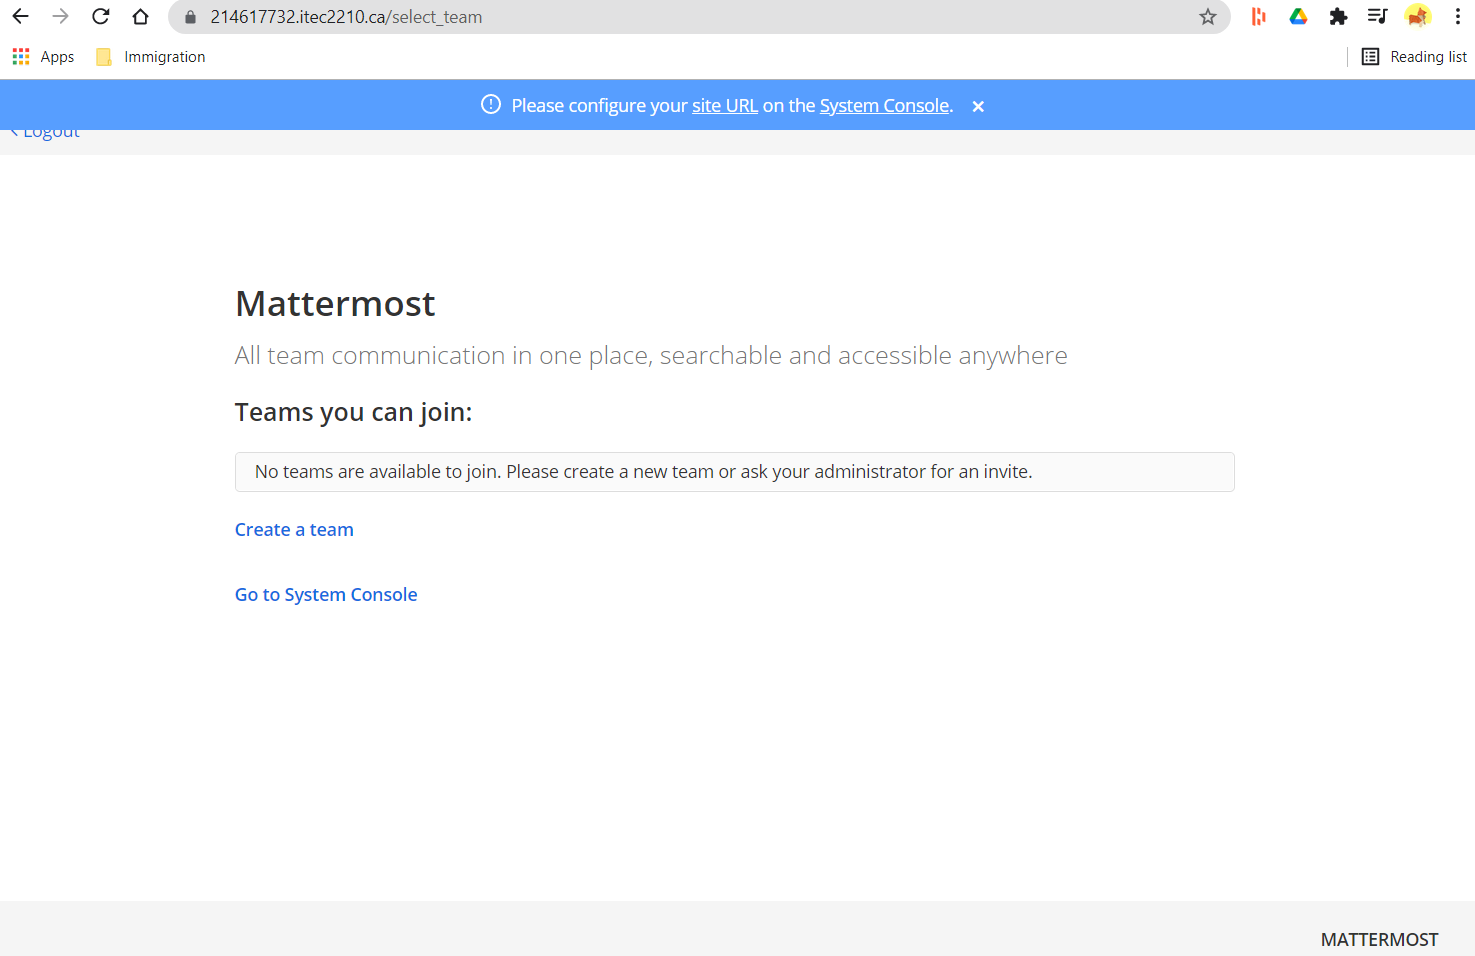 214617732.itec2210.ca/select_team
Apps Immigration Reading list
Please configure your site URL on the System Console. ×
Logout
Mattermost
All team communication in one place, searchable and accessible anywhere
Teams you can join:
No teams are available to join. Please create a new team or ask your administrator for an invite.
Create a team
Go to System Console
MATTERMOST